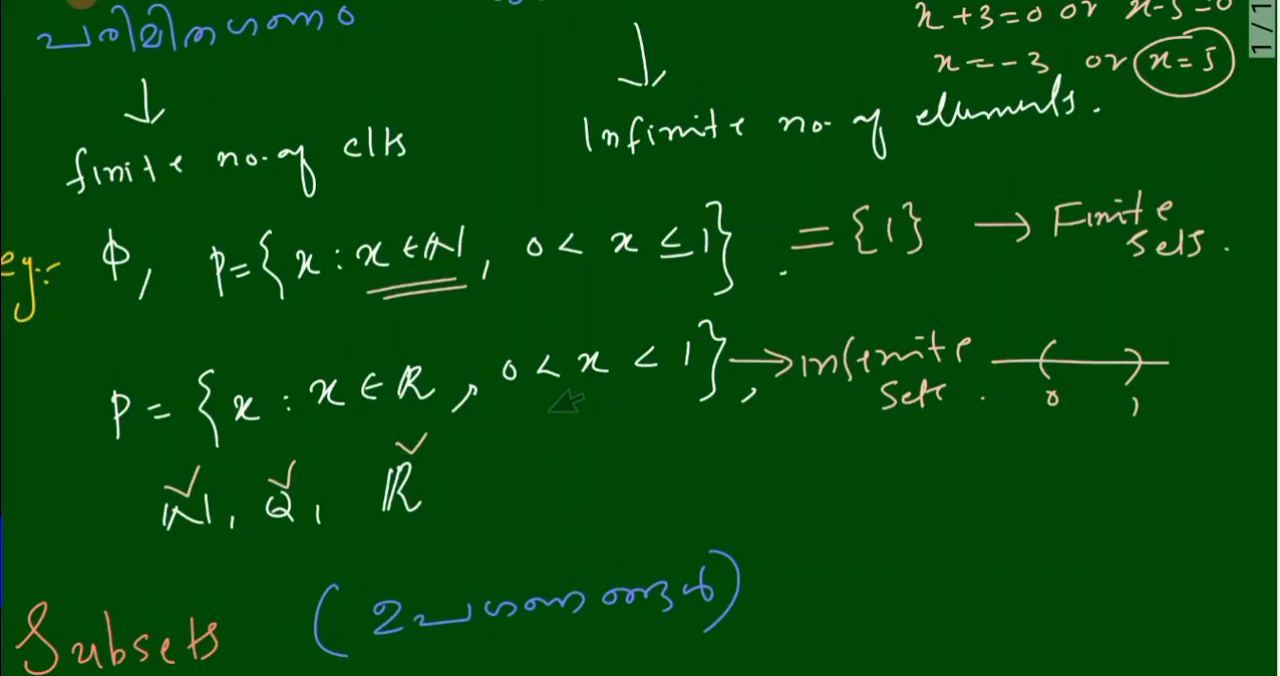 x+3=0 or x-5=0
x=-3 or x=5
പരിമിതഗണം
↓ ↓
finite no. of elts Infinite no. of elements.
eg:- ϕ, P={x : x∈ℕ, 0<x≤1} = {1} → Finite Sets.
P={x : x∈ℝ, 0<x<1}, → infinite Sets. 0 1
ℕ, ℚ, ℝ
Subsets (ഉപഗണങ്ങൾ)
1/1